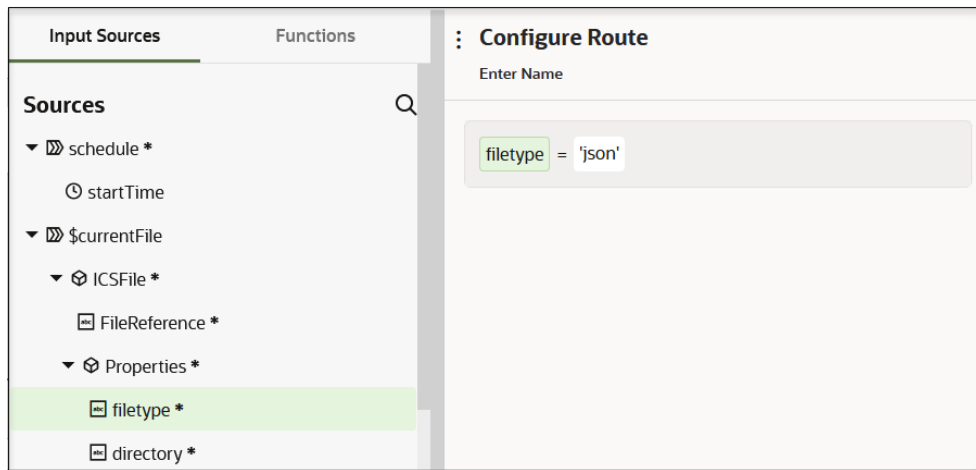 Input Sources
Functions
Sources
schedule *
startTime
$currentFile
ICSFile *
FileReference *
Properties *
filetype *
directory *
Configure Route
Enter Name
filetype = 'json'